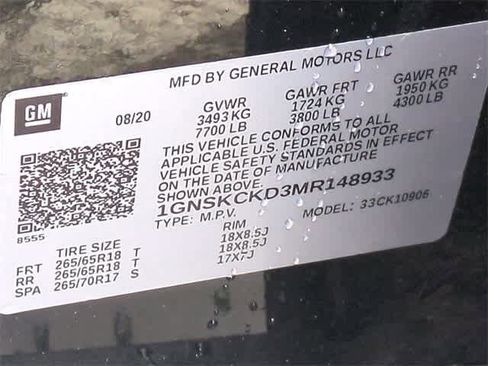 MFD BY GENERAL MOTORS LLC
GM
08/20
GVWR GAWR FRT GAWR RR
3493 KG 1724 KG 1950 KG
7700 LB 3800 LB 4300 LB
THIS VEHICLE CONFORMS TO ALL
APPLICABLE U.S. FEDERAL MOTOR
VEHICLE SAFETY STANDARDS IN EFFECT
ON THE DATE OF MANUFACTURE
SHOWN ABOVE.
1GNSKCKD3MR148933
TYPE: M.P.V. MODEL: 33CK10906
8555
TIRE SIZE RIM
FRT 265/65R18 T 18X8.5J
RR 265/65R18 T 18X8.5J
SPA 265/70R17 S 17X7J